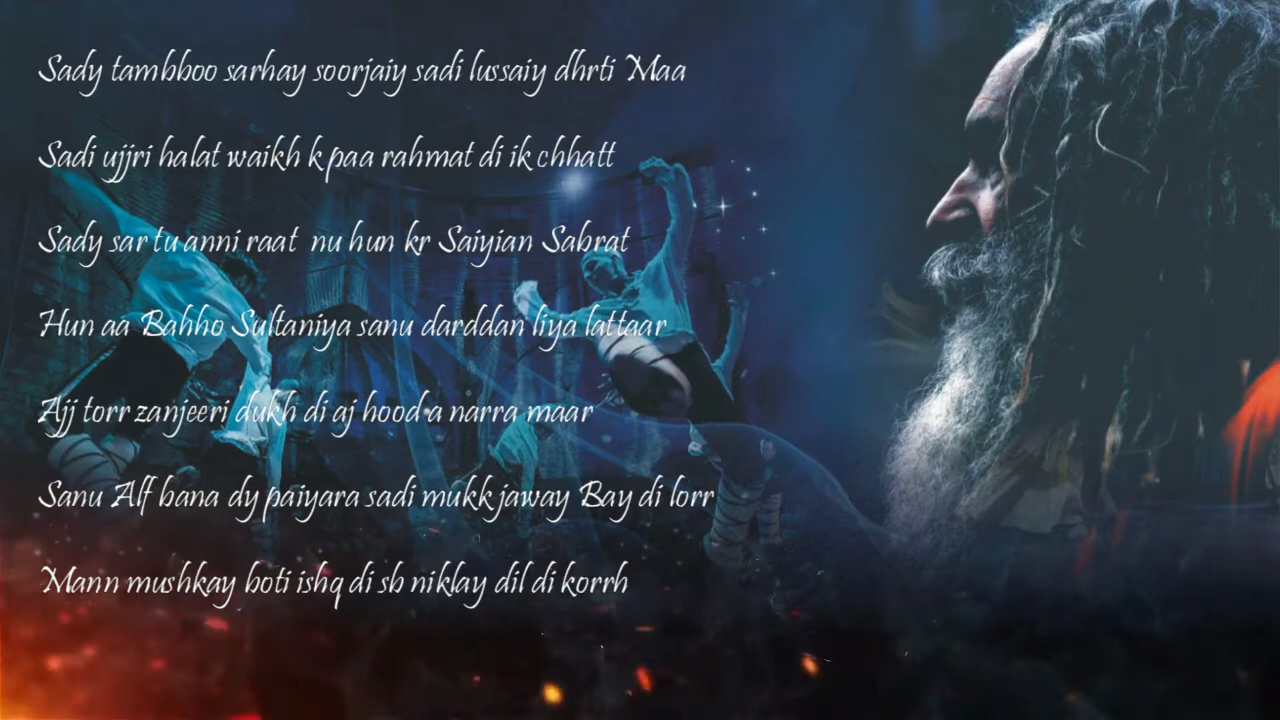 Sady tambboo sarhay soorjaiy sadi lussaiy dhrti Maa
Sadi ujjri halat waikh k paa rahmat di ik chhatt
Sady sar tu anni raat nu hun kr Saiyian Sabrat
Hun aa Bahho Sultaniya sanu darddan liya lattaar
Ajj torr zanjeeri dukh di aj hood a narra maar
Sanu Alf bana dy paiyara sadi mukk jaway Bay di lorr
Mann mushkay boti ishq di sb niklay dil di korrh